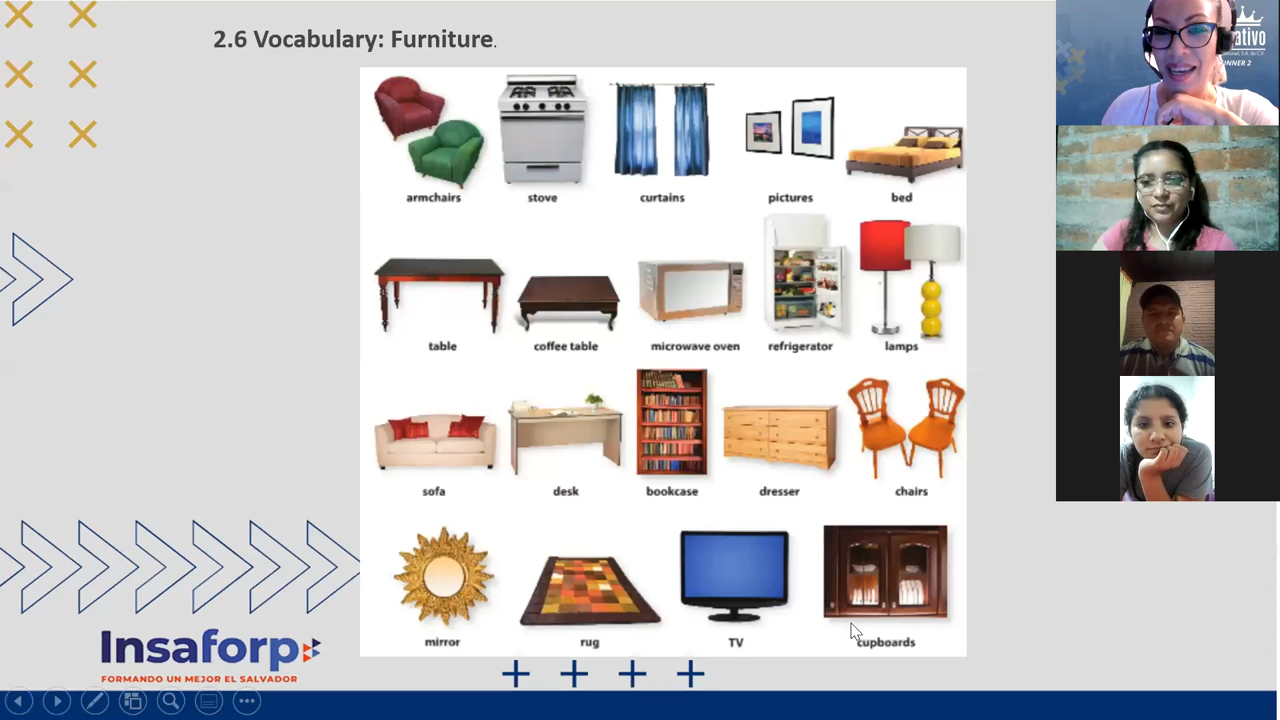 2.6 Vocabulary: Furniture.
armchairs stove curtains pictures bed
table coffee table microwave oven refrigerator lamps
sofa desk bookcase dresser chairs
mirror rug TV cupboards
Insaforp
FORMANDO UN MEJOR EL SALVADOR